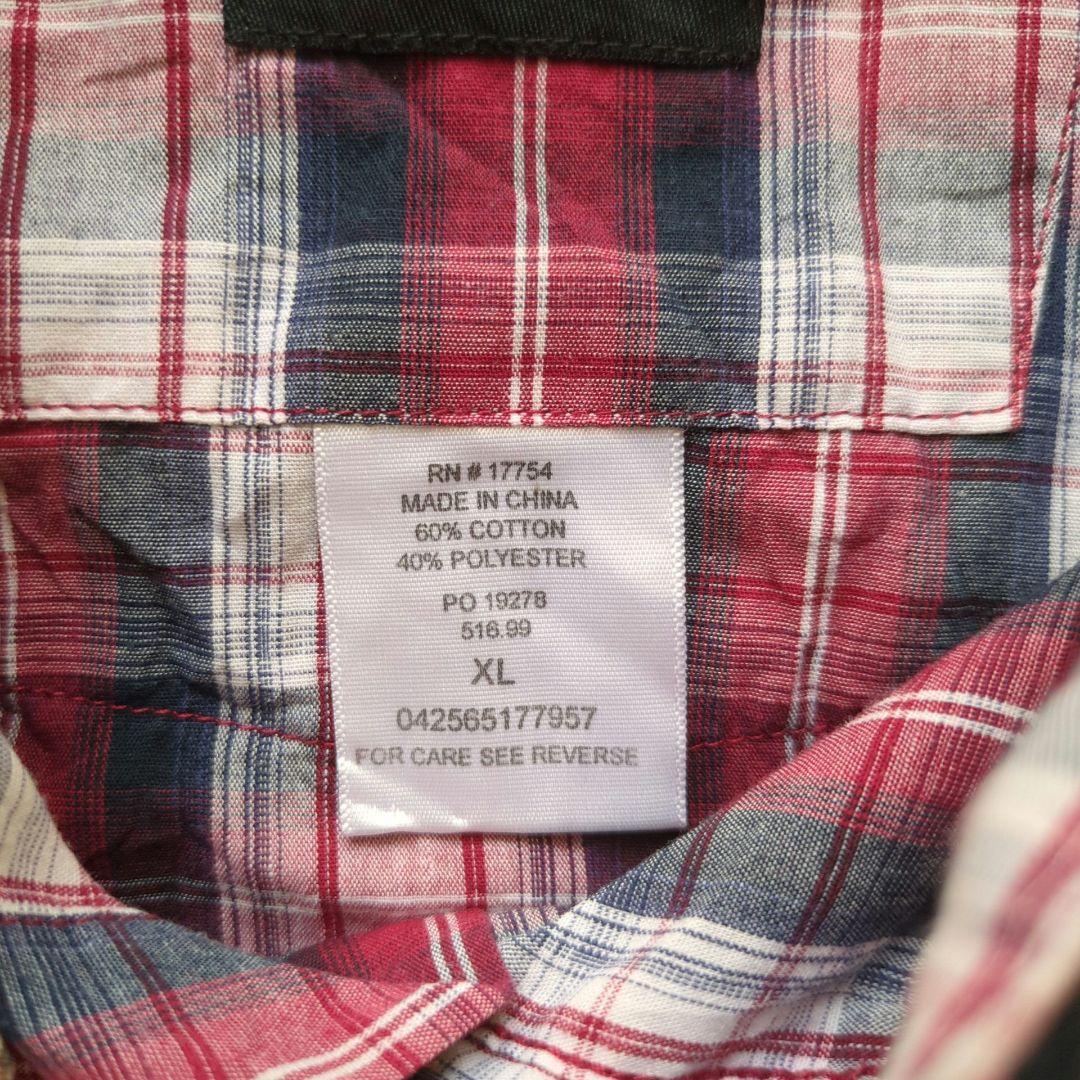 RN # 17754
MADE IN CHINA
60% COTTON
40% POLYESTER
PO 19278
516.99
XL
042565177957
FOR CARE SEE REVERSE